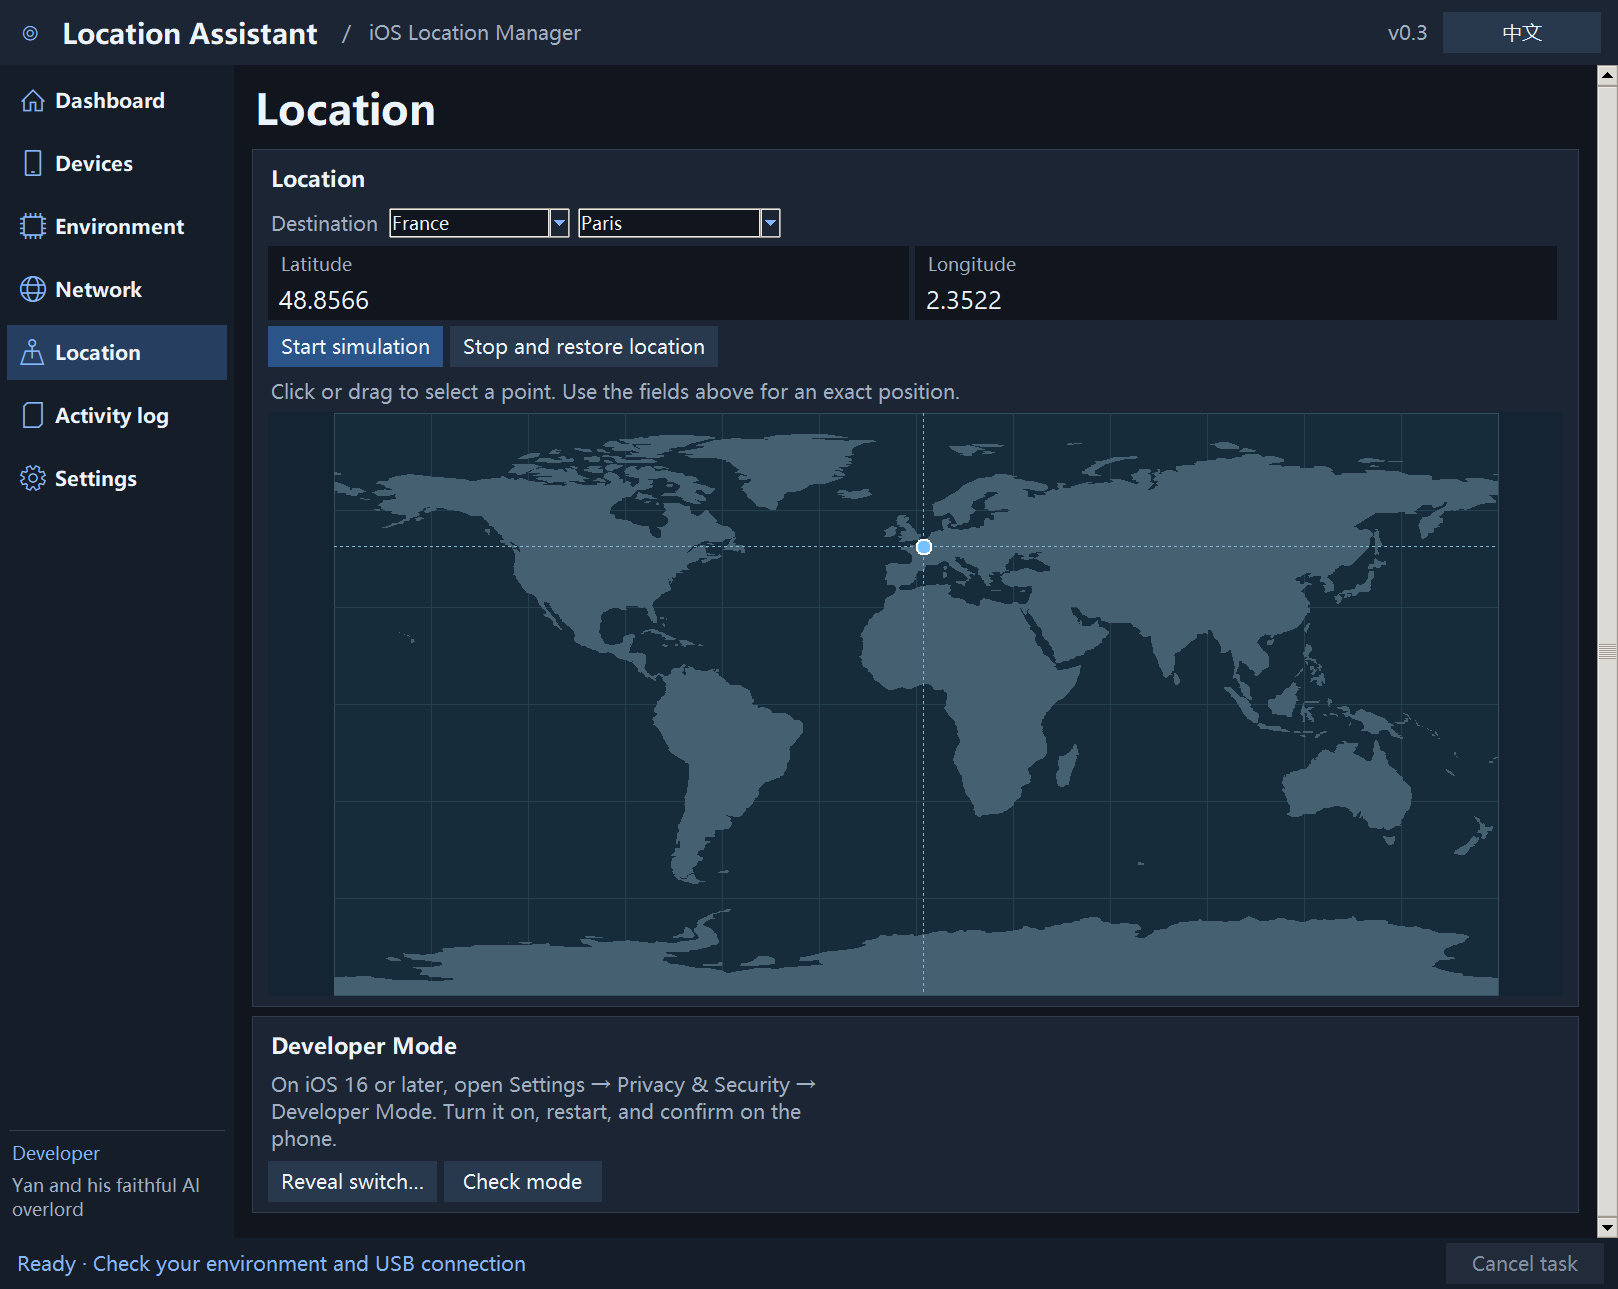 Location Assistant / iOS Location Manager
v0.3
中文
Dashboard
Devices
Environment
Network
Location
Activity log
Settings
Developer
Yan and his faithful AI
overlord
Location
Location
Destination France Paris
Latitude
48.8566
Longitude
2.3522
Start simulation
Stop and restore location
Click or drag to select a point. Use the fields above for an exact position.
Developer Mode
On iOS 16 or later, open Settings → Privacy & Security →
Developer Mode. Turn it on, restart, and confirm on the
phone.
Reveal switch...
Check mode
Ready · Check your environment and USB connection
Cancel task